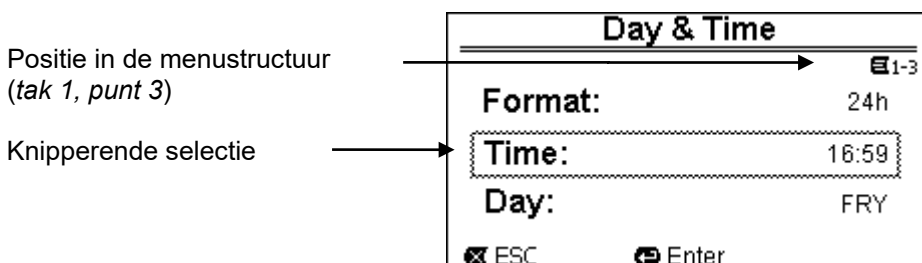 Day & Time
Positie in de menustructuur
(tak 1, punt 3)
1-3
Format: 24h
Knipperende selectie
Time: 16:59
Day: FRY
ESC Enter